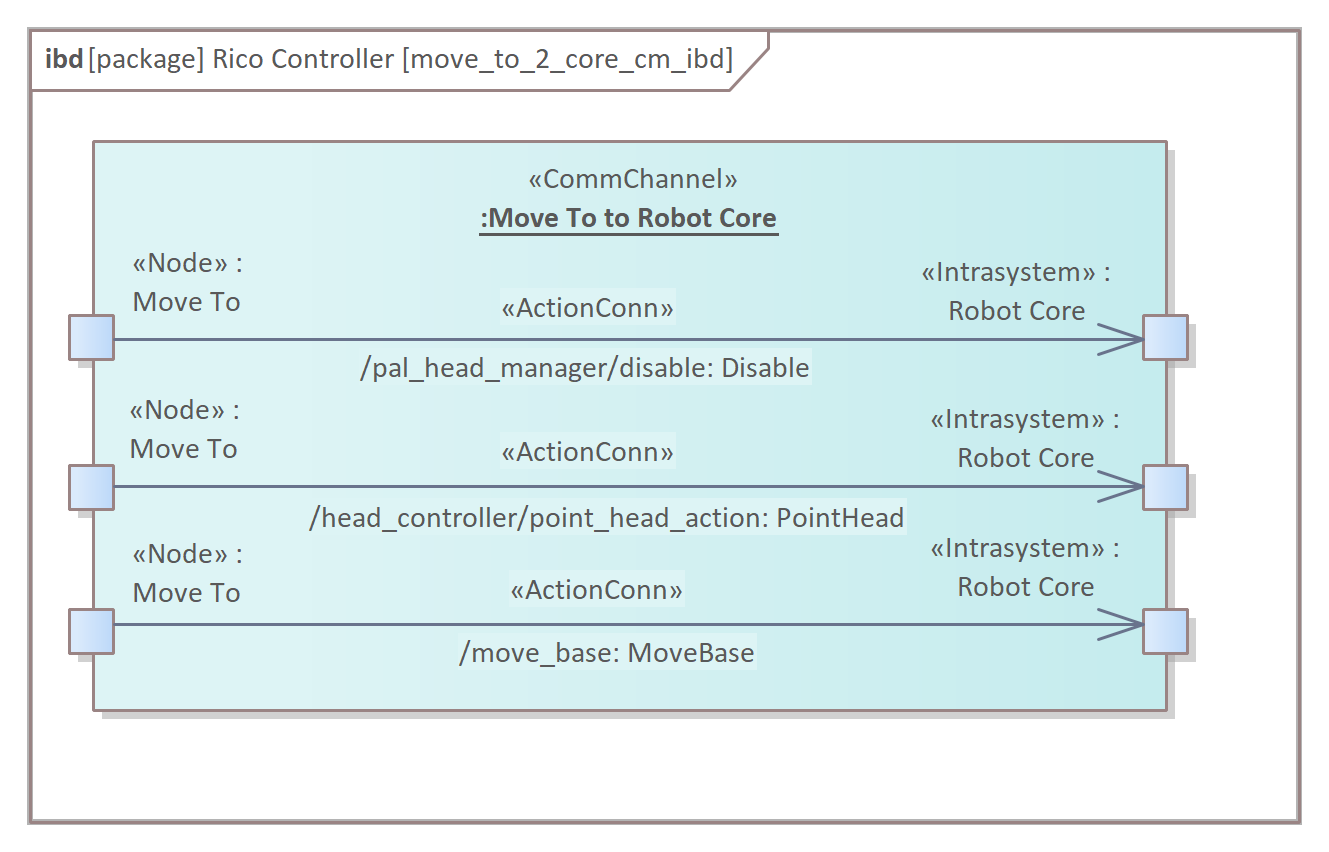 ibd [package] Rico Controller [move_to_2_core_cm_ibd]
«CommChannel»
:Move To to Robot Core
«Node» :
Move To
«ActionConn»
«Intrasystem» :
Robot Core
/pal_head_manager/disable: Disable
«Node» :
Move To
«ActionConn»
«Intrasystem» :
Robot Core
/head_controller/point_head_action: PointHead
«Node» :
Move To
«ActionConn»
«Intrasystem» :
Robot Core
/move_base: MoveBase